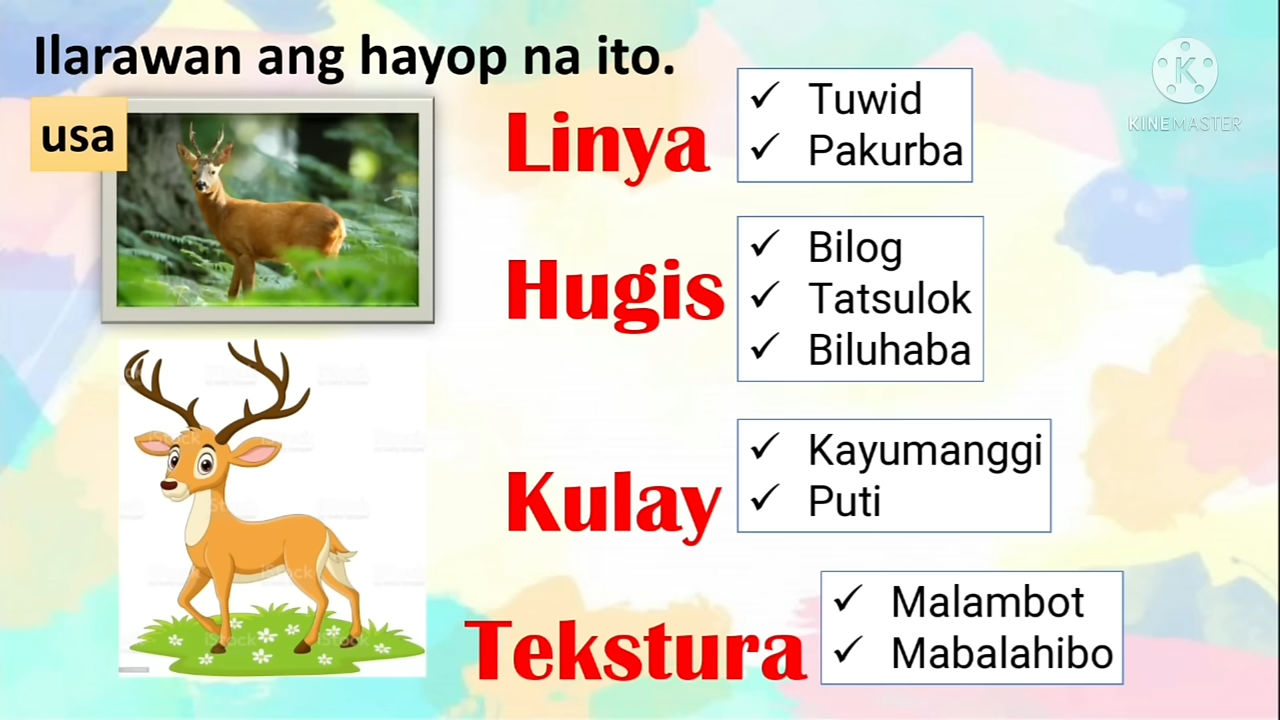 Ilarawan ang hayop na ito.
usa
Linya
✓ Tuwid
✓ Pakurba
KINEMASTER
Hugis
✓ Bilog
✓ Tatsulok
✓ Biluhaba
Kulay
✓ Kayumanggi
✓ Puti
Tekstura
✓ Malambot
✓ Mabalahibo
iStock